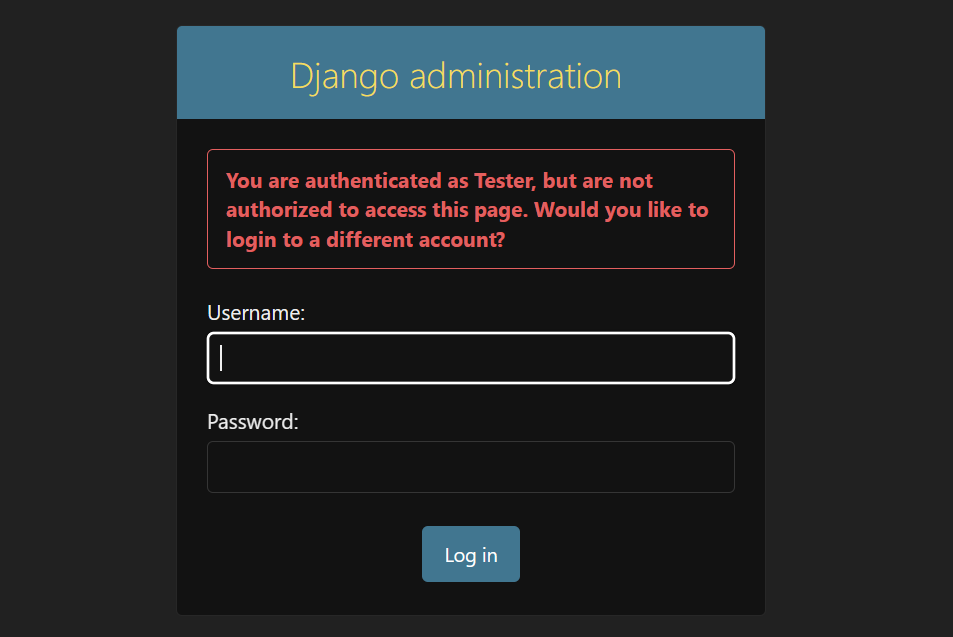 Django administration
You are authenticated as Tester, but are not
authorized to access this page. Would you like to
login to a different account?
Username:
Password:
Log in